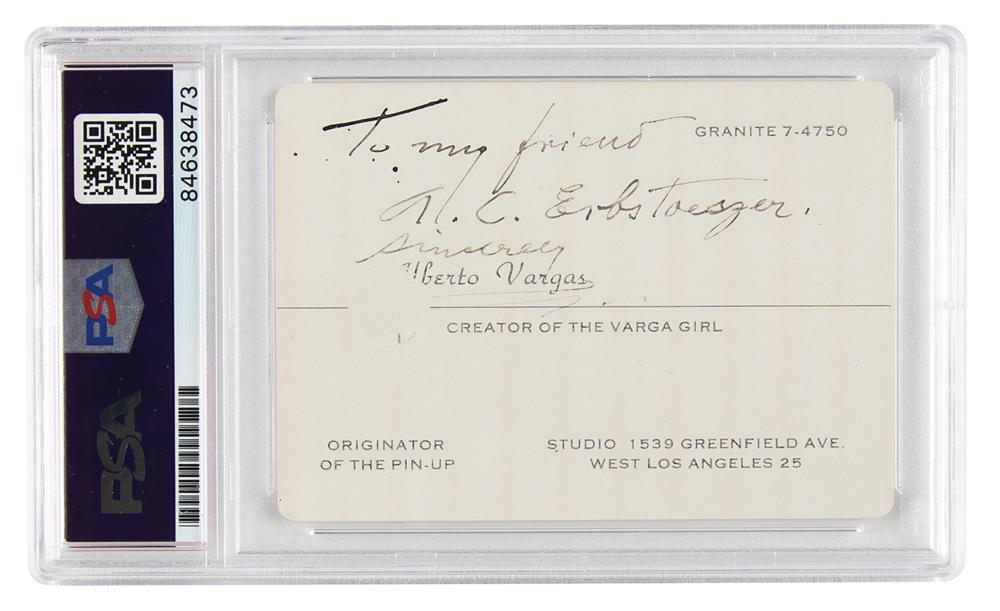 84638473
PSA
PSA
To my friend
GRANITE 7-4750
Sincerely
lberto Vargas
CREATOR OF THE VARGA GIRL
ORIGINATOR
OF THE PIN-UP
STUDIO 1539 GREENFIELD AVE.
WEST LOS ANGELES 25